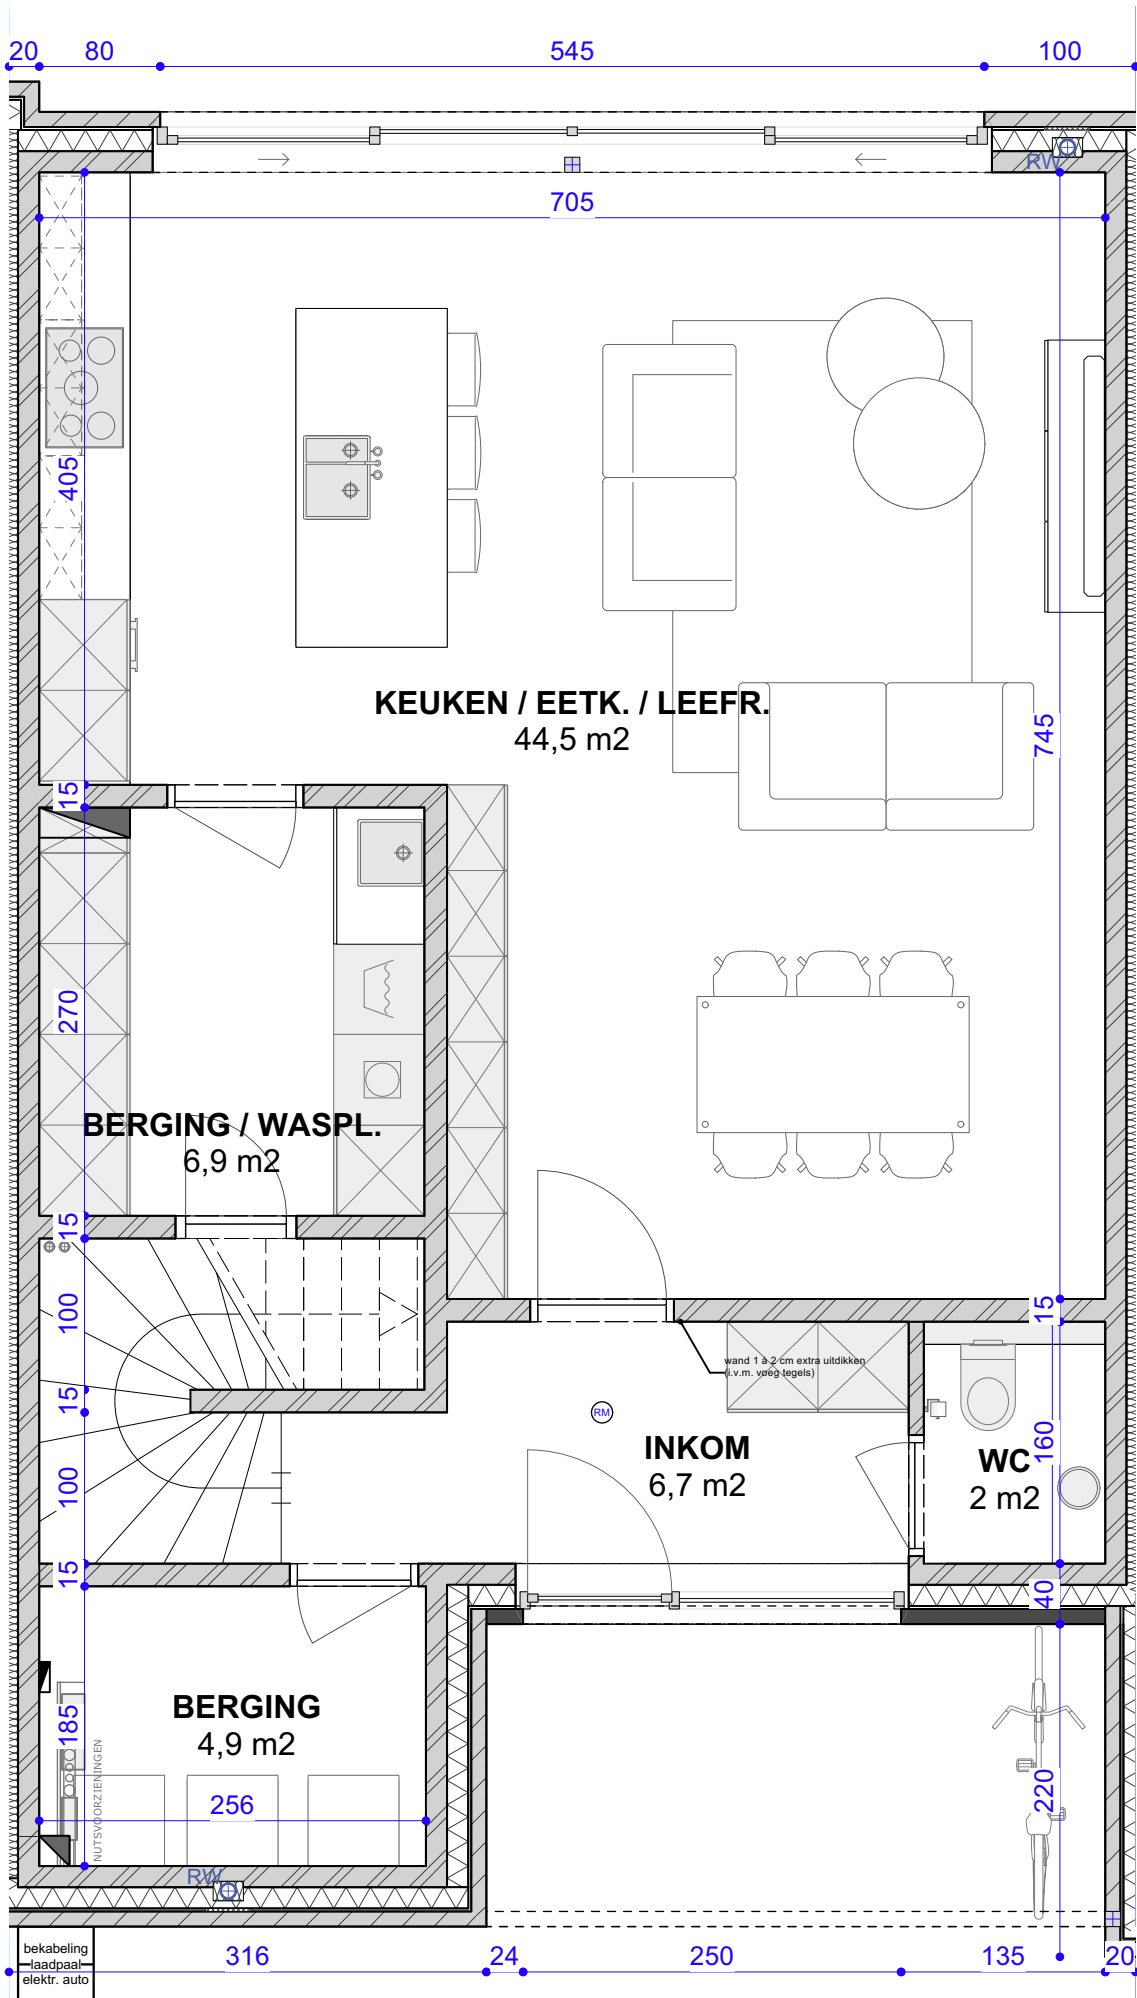 20 80 545 100
RW
705
405
KEUKEN / EETK. / LEEFR.
44,5 m2
745
15
270
BERGING / WASPL.
6,9 m2
15
100
15
wand 1 à 2 cm extra uitdikken
(i.v.m. voeg tegels)
15
RM
INKOM
6,7 m2
WC
2 m2
160
100
15
40
BERGING
4,9 m2
185
NUTSVOORZIENINGEN
256
220
RW
bekabeling
laadpaal
elektr. auto
316 24 250 135 20